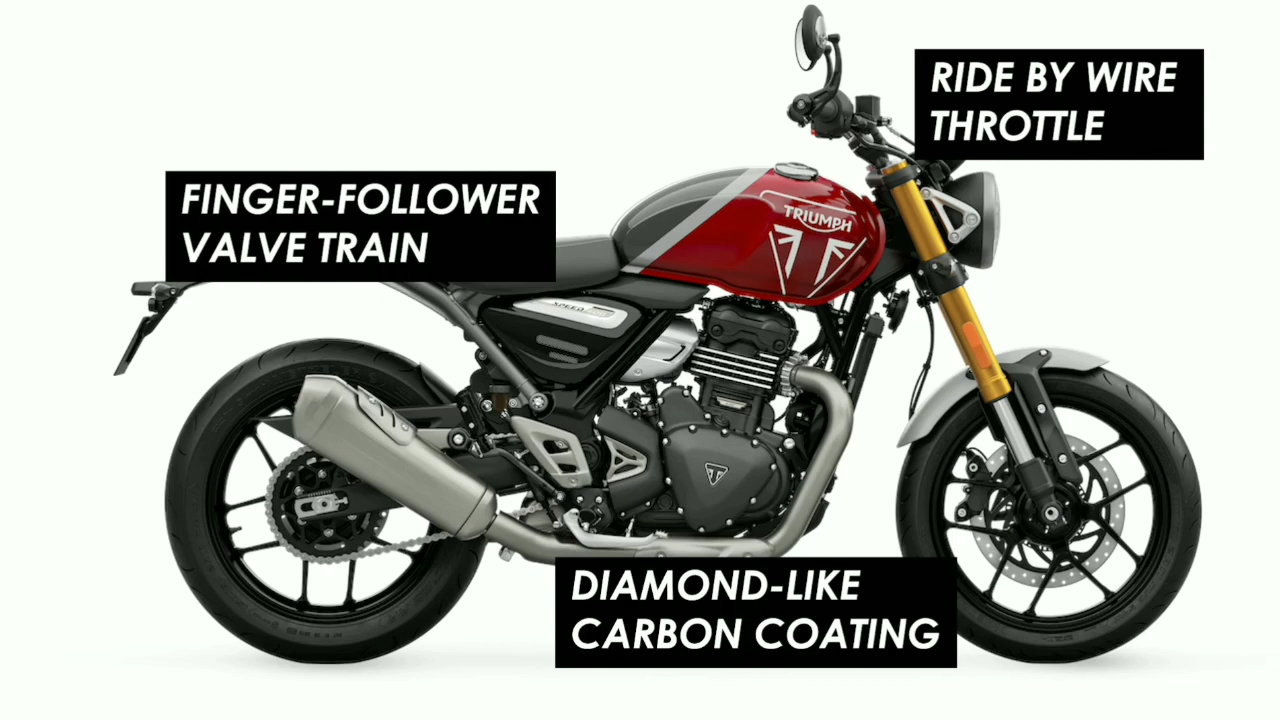 RIDE BY WIRE
THROTTLE
FINGER-FOLLOWER
VALVE TRAIN
TRIUMPH
SPEED
DIAMOND-LIKE
CARBON COATING